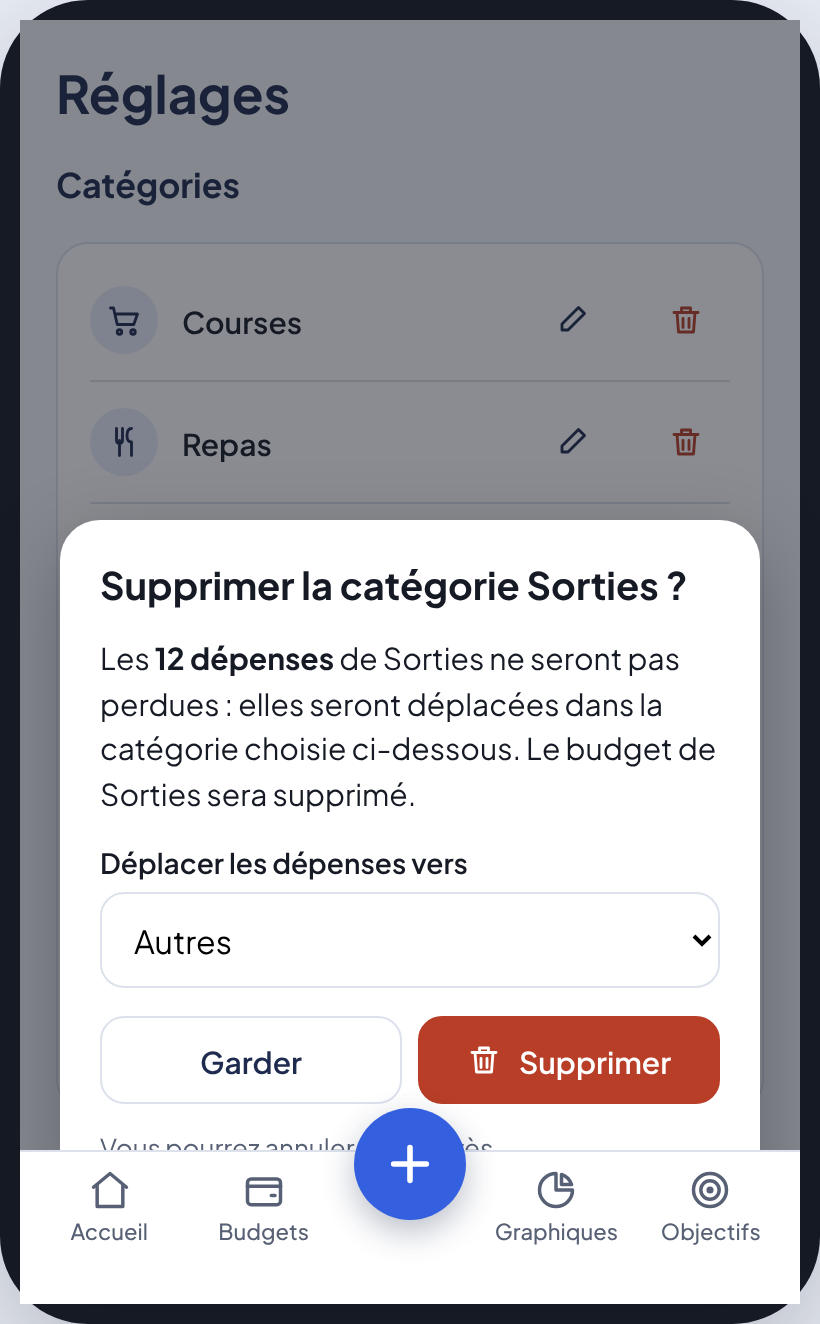 Réglages
Catégories
Courses
Repas
Supprimer la catégorie Sorties ?
Les 12 dépenses de Sorties ne seront pas
perdues : elles seront déplacées dans la
catégorie choisie ci-dessous. Le budget de
Sorties sera supprimé.
Déplacer les dépenses vers
Autres
Garder
Supprimer
Vous pourrez annuler
Accueil
Budgets
Graphiques
Objectifs